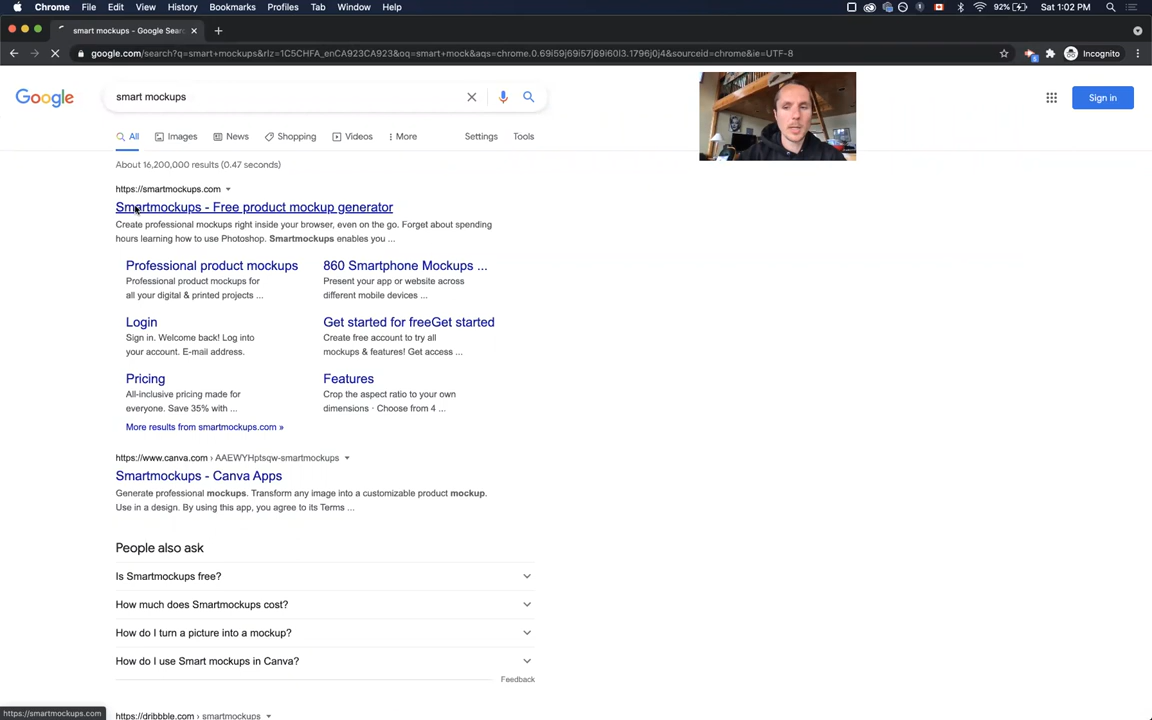 Chrome File Edit View History Bookmarks Profiles Tab Window Help 92% Sat 1:02 PM
smart mockups - Google Sear
google.com/search?q=smart+mockups&rlz=1C5CHFA_enCA923CA923&oq=smart+mock&aqs=chrome.0.69i59j69i57j69i60l3.1796j0j4&sourceid=chrome&ie=UTF-8 Incognito
Google smart mockups Sign in
All Images News Shopping Videos More Settings Tools
About 16,200,000 results (0.47 seconds)
https://smartmockups.com
Smartmockups - Free product mockup generator
Create professional mockups right inside your browser, even on the go. Forget about spending
hours learning how to use Photoshop. Smartmockups enables you ...
Professional product mockups
Professional product mockups for
all your digital & printed projects ...
860 Smartphone Mockups ...
Present your app or website across
different mobile devices ...
Login
Sign in. Welcome back! Log into
your account. E-mail address.
Get started for freeGet started
Create free account to try all
mockups & features! Get access ...
Pricing
All-inclusive pricing made for
everyone. Save 35% with ...
Features
Crop the aspect ratio to your own
dimensions · Choose from 4 ...
More results from smartmockups.com »
https://www.canva.com › AAEWYHptsqw-smartmockups
Smartmockups - Canva Apps
Generate professional mockups. Transform any image into a customizable product mockup.
Use in a design. By using this app, you agree to its Terms ...
People also ask
Is Smartmockups free?
How much does Smartmockups cost?
How do I turn a picture into a mockup?
How do I use Smart mockups in Canva?
Feedback
https://smartmockups.com
https://dribbble.com › smartmockups